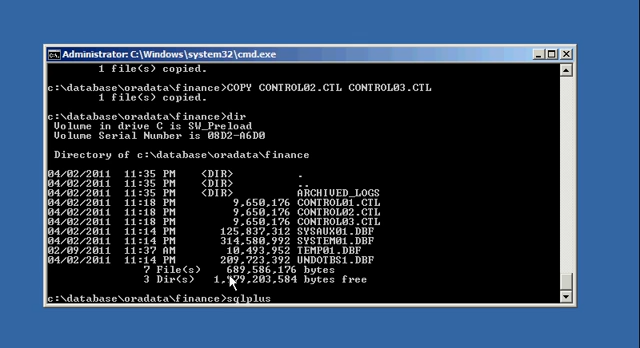 Administrator: C:\Windows\system32\cmd.exe
1 file(s) copied.
c:\database\oradata\finance>COPY CONTROL02.CTL CONTROL03.CTL
1 file(s) copied.
c:\database\oradata\finance>dir
Volume in drive C is SW_Preload
Volume Serial Number is 08D2-A6D0
Directory of c:\database\oradata\finance
04/02/2011 11:35 PM <DIR> .
04/02/2011 11:35 PM <DIR> ..
04/02/2011 11:35 PM <DIR> ARCHIVED_LOGS
04/02/2011 11:18 PM 9,650,176 CONTROL01.CTL
04/02/2011 11:18 PM 9,650,176 CONTROL02.CTL
04/02/2011 11:18 PM 9,650,176 CONTROL03.CTL
04/02/2011 11:14 PM 125,837,312 SYSAUX01.DBF
04/02/2011 11:14 PM 314,580,992 SYSTEM01.DBF
02/09/2011 11:37 AM 10,493,952 TEMP01.DBF
04/02/2011 11:14 PM 209,723,392 UNDOTBS1.DBF
7 File(s) 689,586,176 bytes
3 Dir(s) bytes free
c:\database\oradata\finance>sqlplus